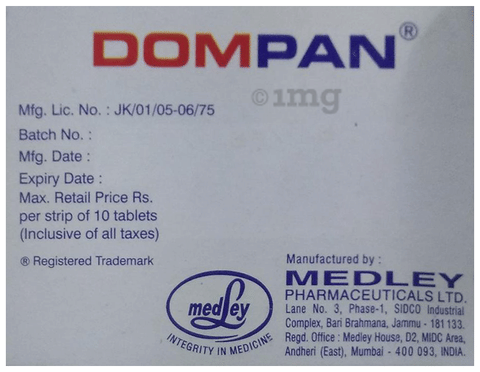 DOMPAN®
©1mg
Mfg. Lic. No. : JK/01/05-06/75
Batch No. :
Mfg. Date :
Expiry Date :
Max. Retail Price Rs.
per strip of 10 tablets
(Inclusive of all taxes)
® Registered Trademark
medLey
INTEGRITY IN MEDICINE
Manufactured by :
MEDLEY
PHARMACEUTICALS LTD.
Lane No. 3, Phase-1, SIDCO Industrial
Complex, Bari Brahmana, Jammu - 181 133.
Regd. Office : Medley House, D2, MIDC Area,
Andheri (East), Mumbai - 400 093, INDIA.